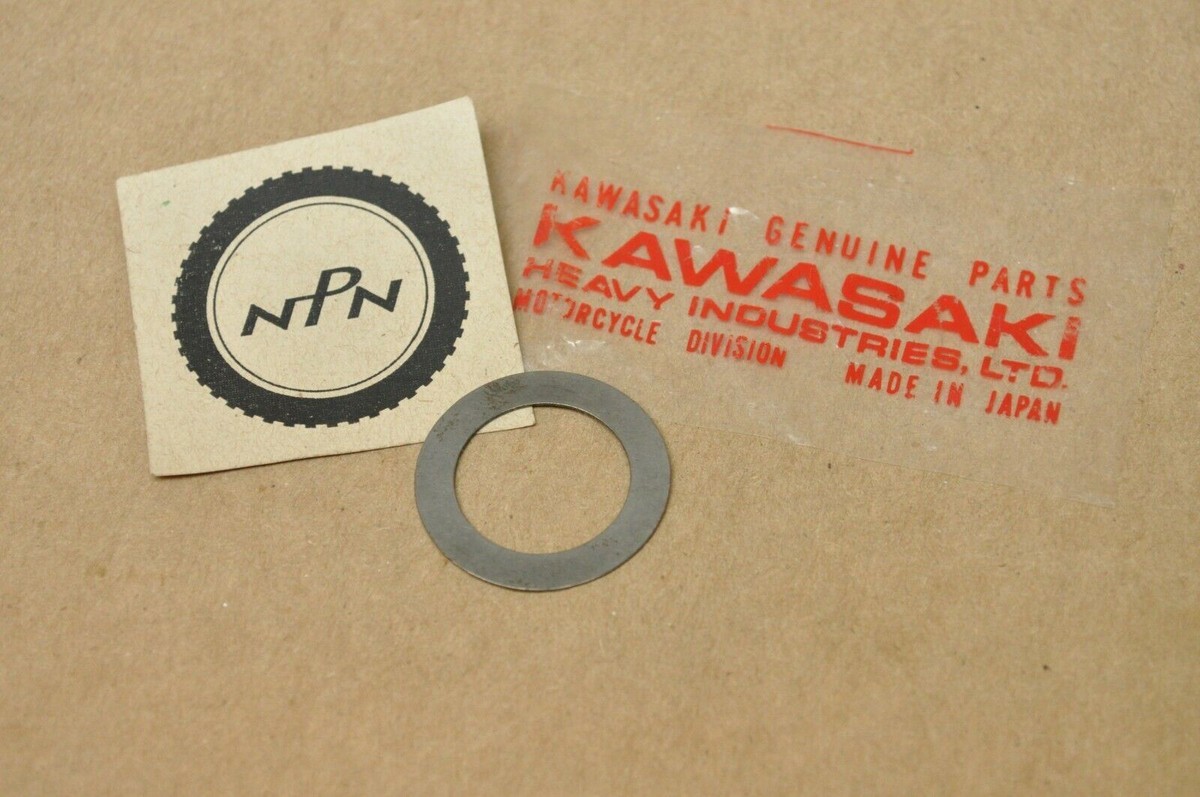 NPN
KAWASAKi GENUINE PARTS
KAWASAKI
HEAVY INDUSTRIES, LTD.
MOTORCYCLE DIVISION MADE IN JAPAN